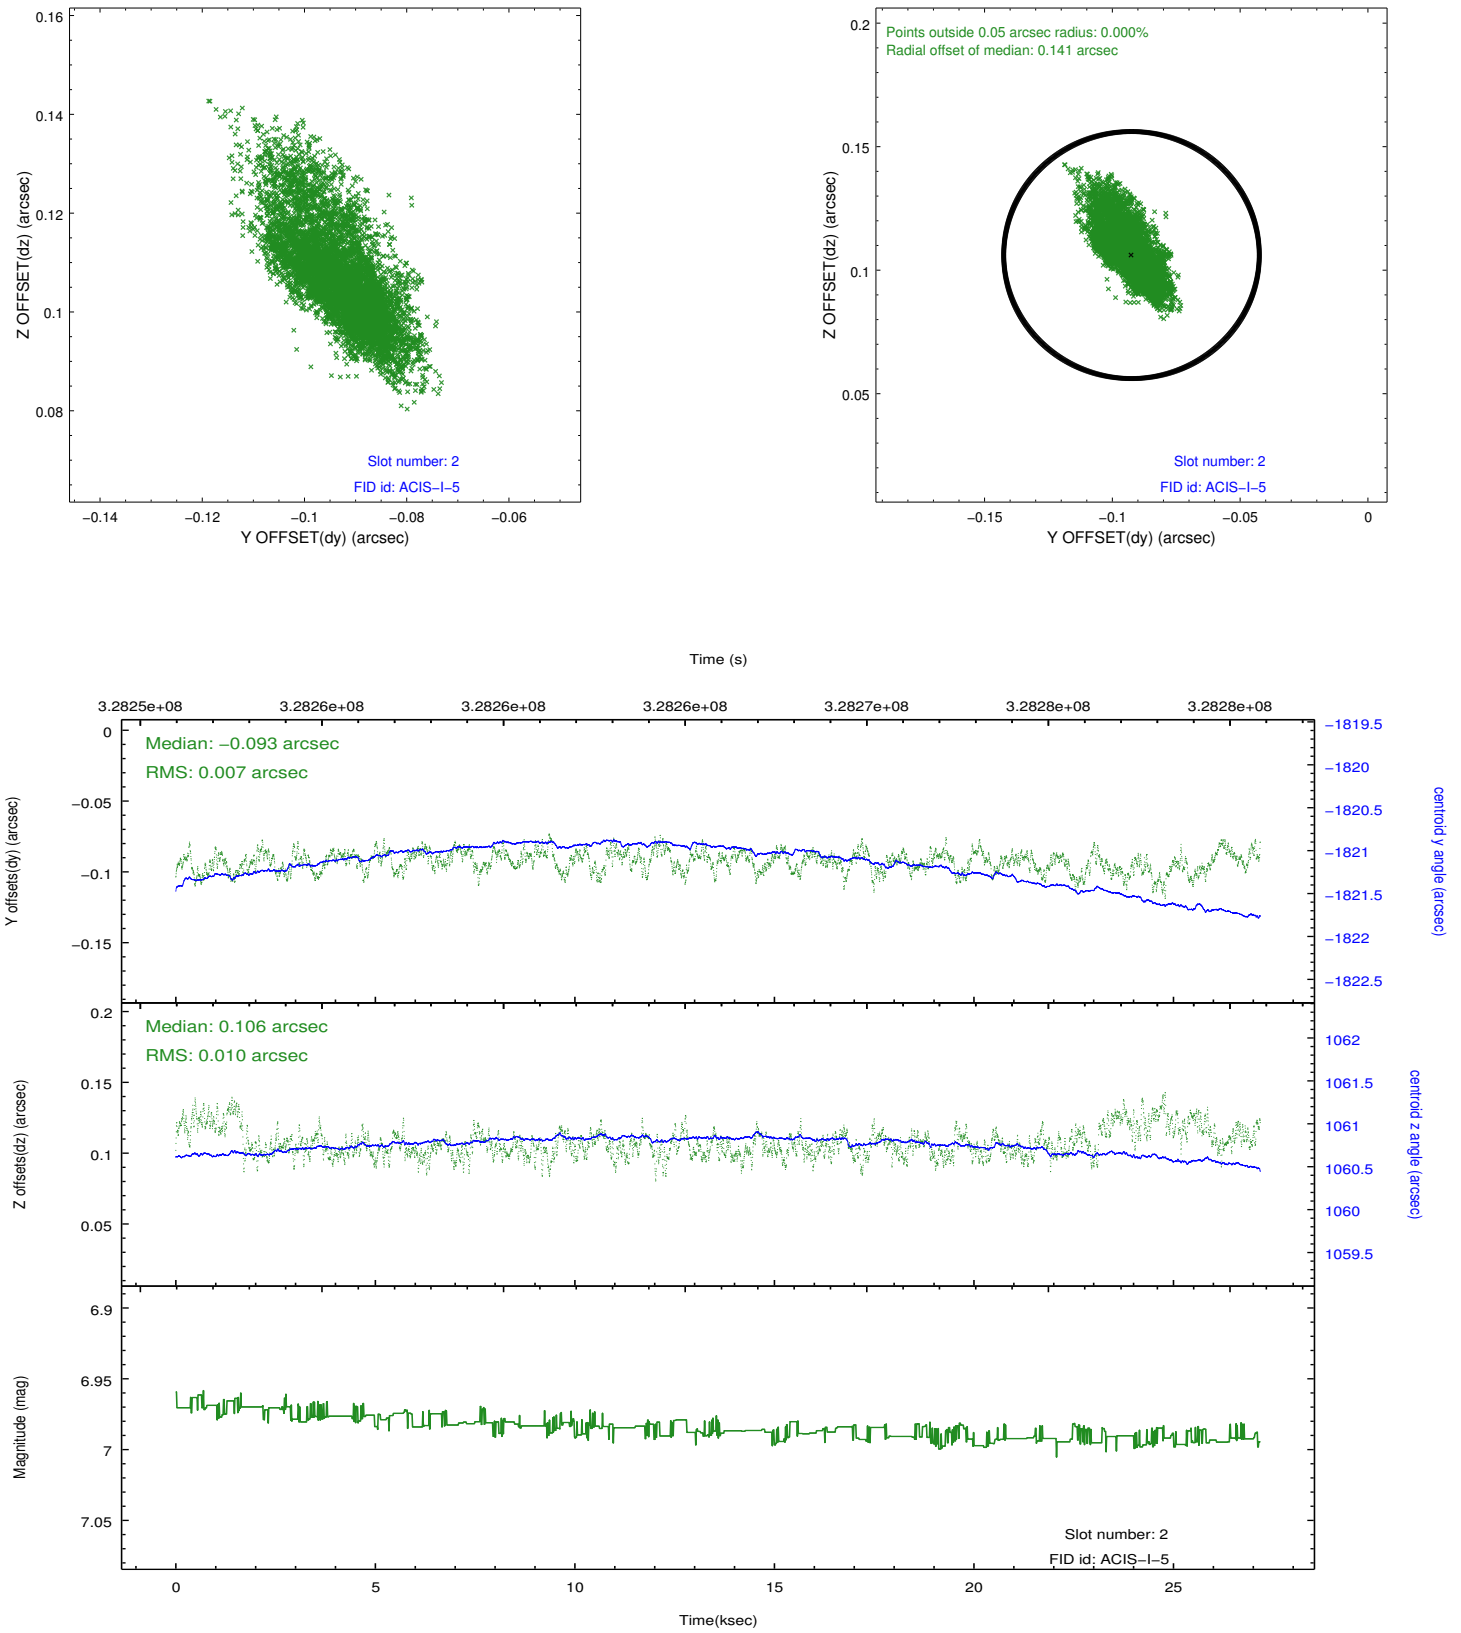 0.16
0.14
0.12
0.1
0.08
Z OFFSET(dz) (arcsec)
Slot number: 2
FID id: ACIS−I−5
−0.14 −0.12 −0.1 −0.08 −0.06
Y OFFSET(dy) (arcsec)
Points outside 0.05 arcsec radius: 0.000%
Radial offset of median: 0.141 arcsec
0.2
0.15
0.1
0.05
Z OFFSET(dz) (arcsec)
Slot number: 2
FID id: ACIS−I−5
−0.15 −0.1 −0.05 0
Y OFFSET(dy) (arcsec)
Time (s)
3.2825e+08 3.2826e+08 3.2826e+08 3.2826e+08 3.2827e+08 3.2828e+08 3.2828e+08
Median: −0.093 arcsec
RMS: 0.007 arcsec
0
−0.05
−0.1
−0.15
Y offsets(dy) (arcsec)
−1819.5
−1820
−1820.5
−1821
−1821.5
−1822
−1822.5
centroid y angle (arcsec)
Median: 0.106 arcsec
RMS: 0.010 arcsec
0.2
0.15
0.1
0.05
Z offsets(dz) (arcsec)
1062
1061.5
1061
1060.5
1060
1059.5
centroid z angle (arcsec)
6.9
6.95
7
7.05
Magnitude (mag)
Slot number: 2
FID id: ACIS−I−5
0 5 10 15 20 25
Time(ksec)